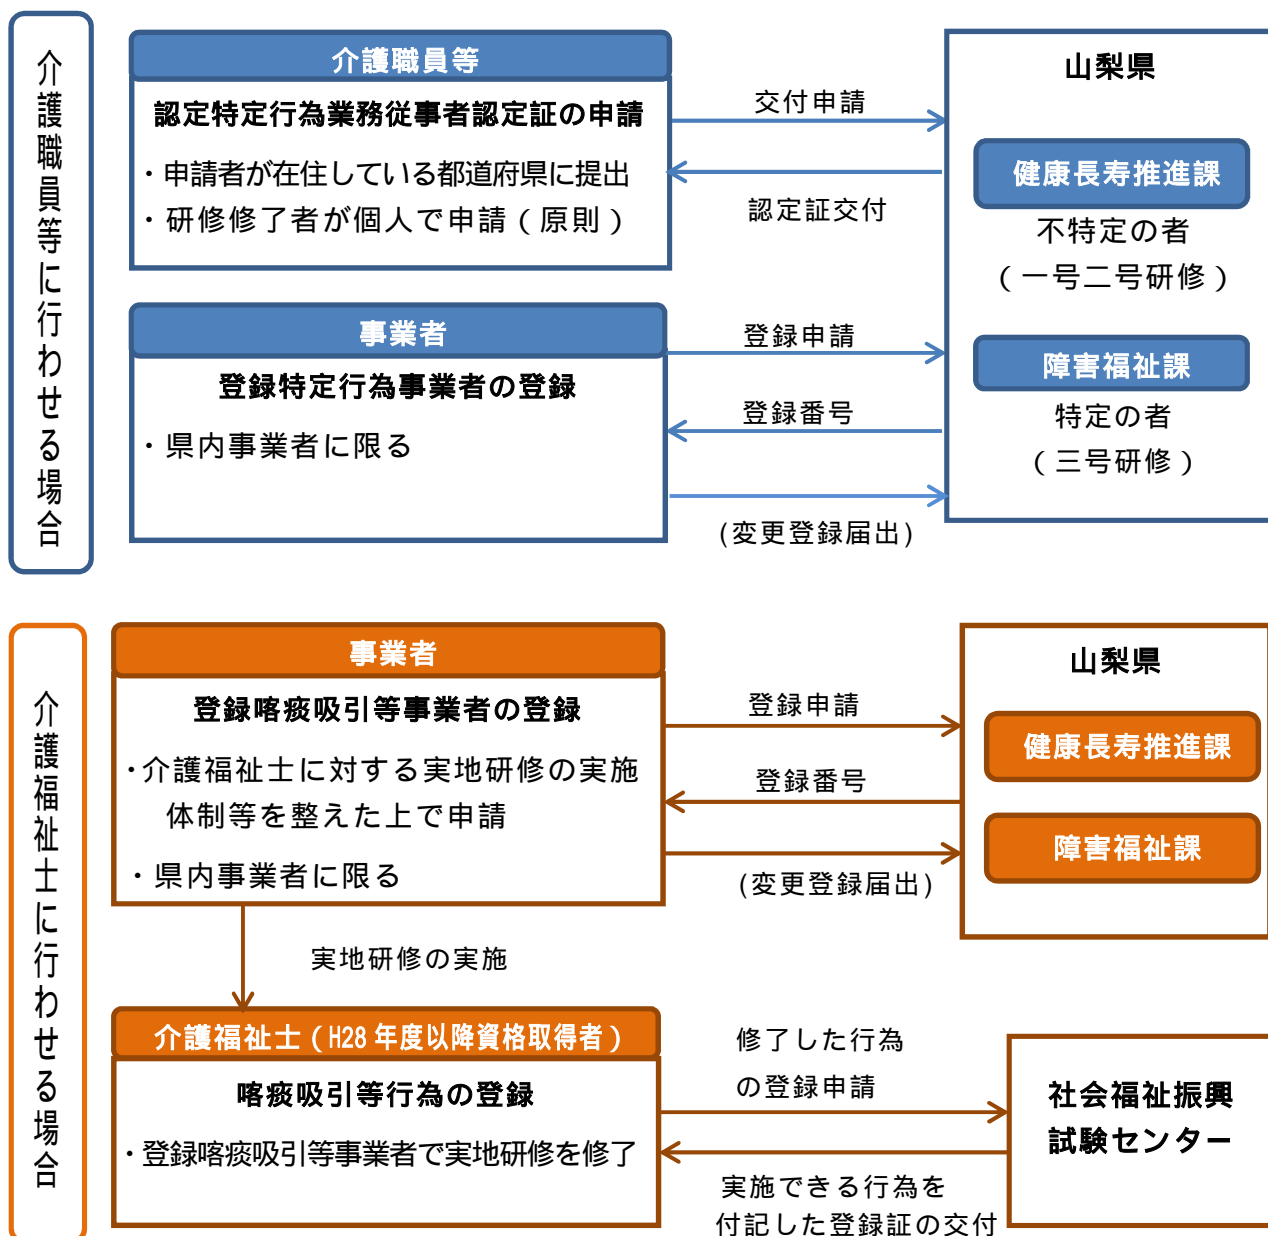 介護職員等に行わせる場合
介護職員等
認定特定行為業務従事者認定証の申請
・申請者が在住している都道府県に提出
・研修修了者が個人で申請（原則）
交付申請
認定証交付
山梨県
健康長寿推進課
不特定の者
（一号二号研修）
障害福祉課
特定の者
（三号研修）
事業者
登録特定行為事業者の登録
・県内事業者に限る
登録申請
登録番号
(変更登録届出)
介護福祉士に行わせる場合
事業者
登録喀痰吸引等事業者の登録
・介護福祉士に対する実地研修の実施
体制等を整えた上で申請
・県内事業者に限る
登録申請
登録番号
(変更登録届出)
山梨県
健康長寿推進課
障害福祉課
実地研修の実施
介護福祉士（H28年度以降資格取得者）
喀痰吸引等行為の登録
・登録喀痰吸引等事業者で実地研修を修了
修了した行為
の登録申請
実施できる行為を
付記した登録証の交付
社会福祉振興
試験センター